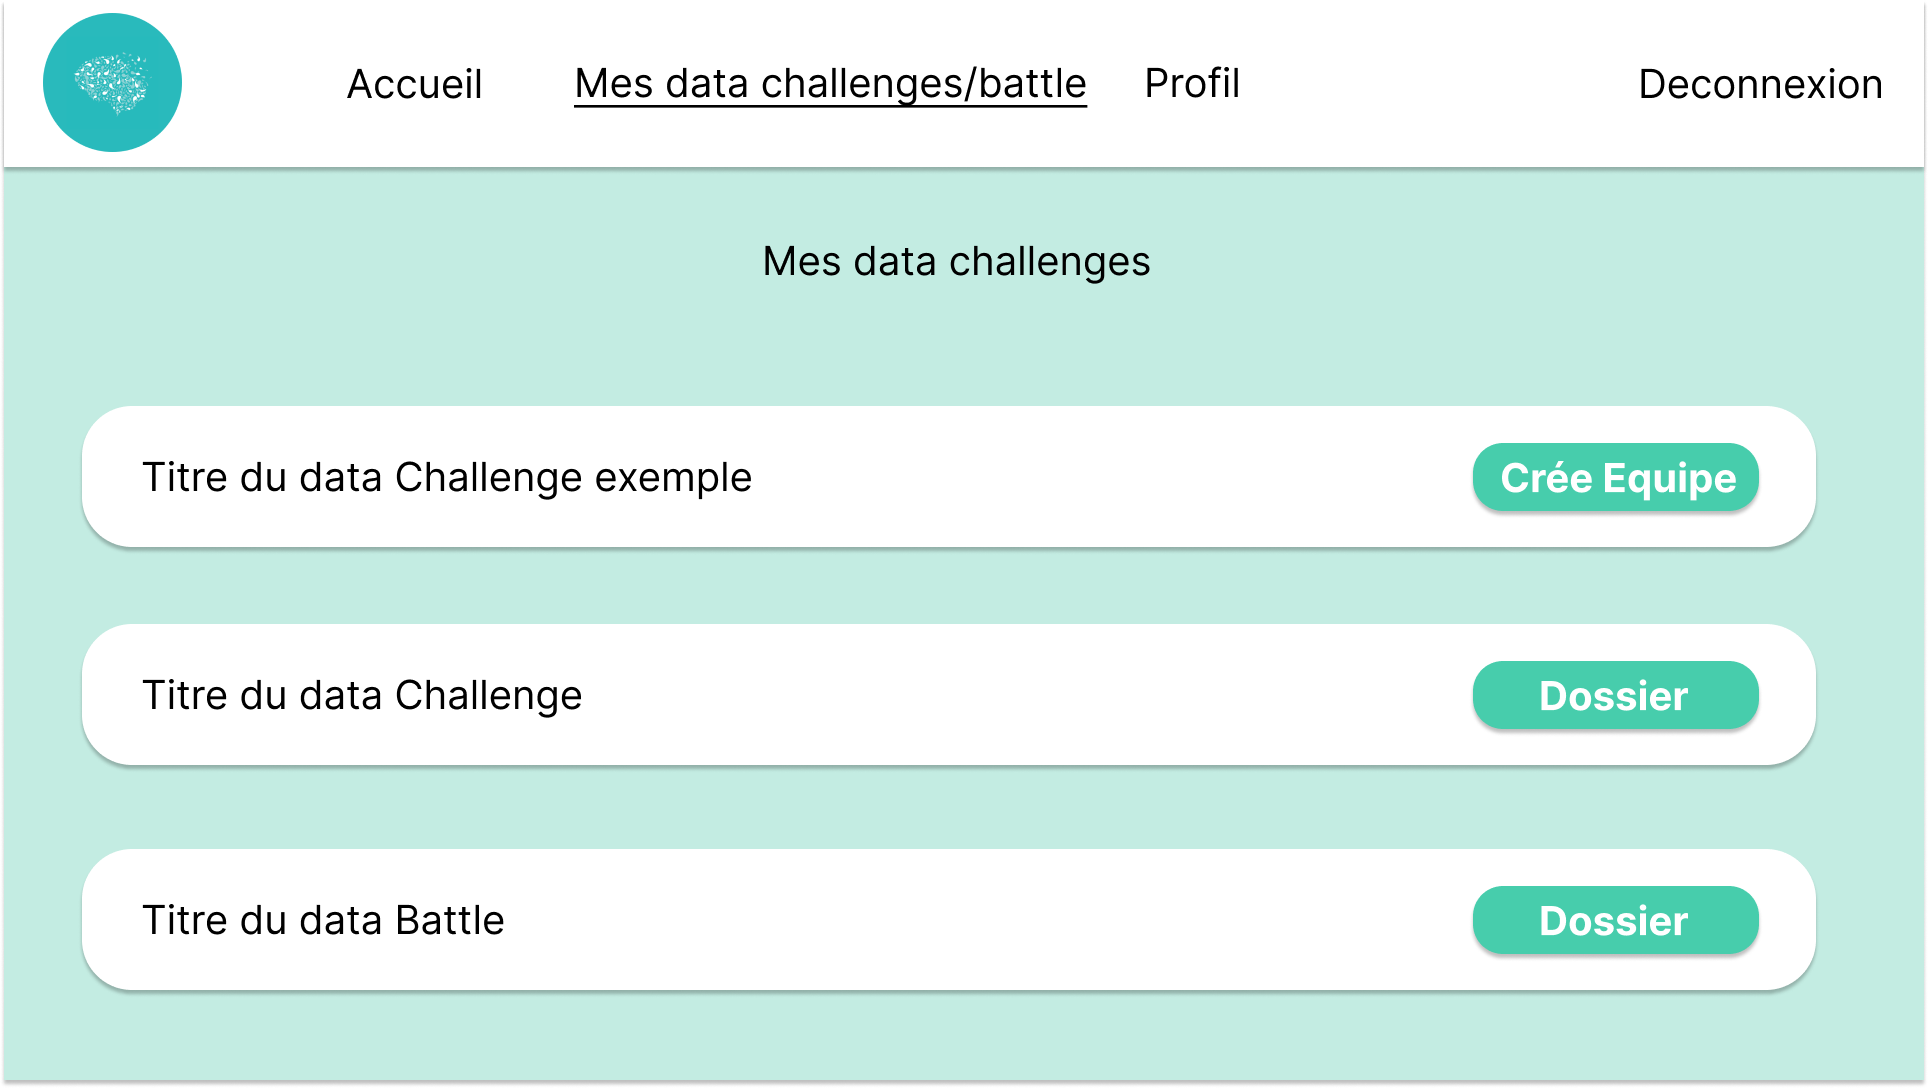 Accueil
Mes data challenges/battle
Profil
Deconnexion
Mes data challenges
Titre du data Challenge exemple
Crée Equipe
Titre du data Challenge
Dossier
Titre du data Battle
Dossier